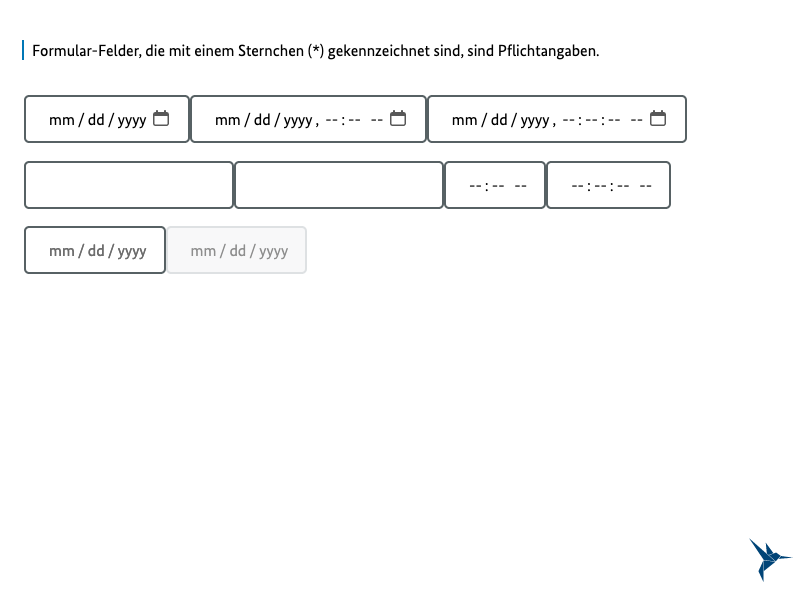 Formular-Felder, die mit einem Sternchen (*) gekennzeichnet sind, sind Pflichtangaben.
mm / dd / yyyy mm / dd / yyyy, --:-- -- mm / dd / yyyy, --:--:-- --
--:-- -- --:--:-- --
mm / dd / yyyy mm / dd / yyyy